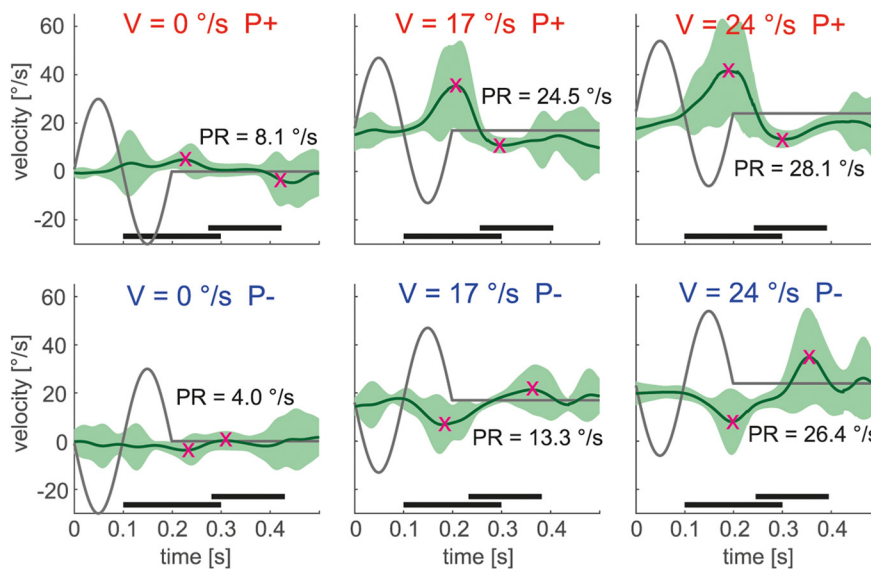 V = 0 °/s P+
V = 17 °/s P+
V = 24 °/s P+
velocity [°/s]
60
40
20
0
-20
PR = 8.1 °/s
x
x
PR = 24.5 °/s
x
x
PR = 28.1 °/s
x
x
V = 0 °/s P-
V = 17 °/s P-
V = 24 °/s P-
velocity [°/s]
60
40
20
0
-20
PR = 4.0 °/s
x
x
PR = 13.3 °/s
x
x
PR = 26.4 °/s
x
x
0 0.1 0.2 0.3 0.4
0 0.1 0.2 0.3 0.4
0 0.1 0.2 0.3 0.4
time [s]
time [s]
time [s]